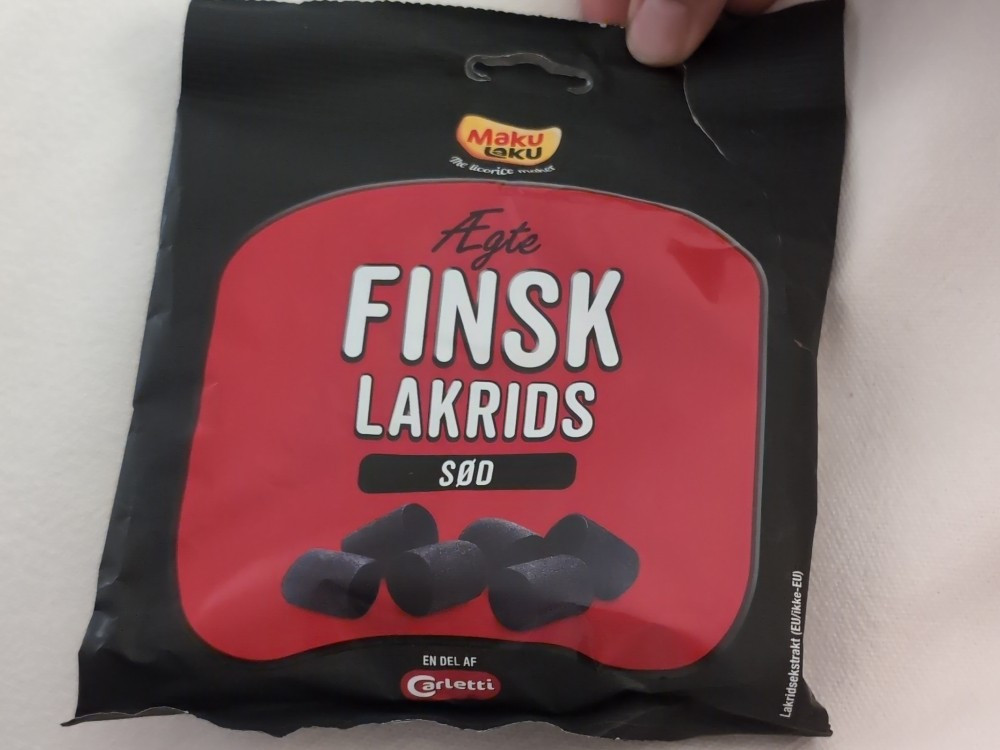 Maku
Laku
The licorice maker
Ægte
FINSK
LAKRIDS
SØD
EN DEL AF
Carletti
Lakridsekstrakt (EU/ikke-EU)